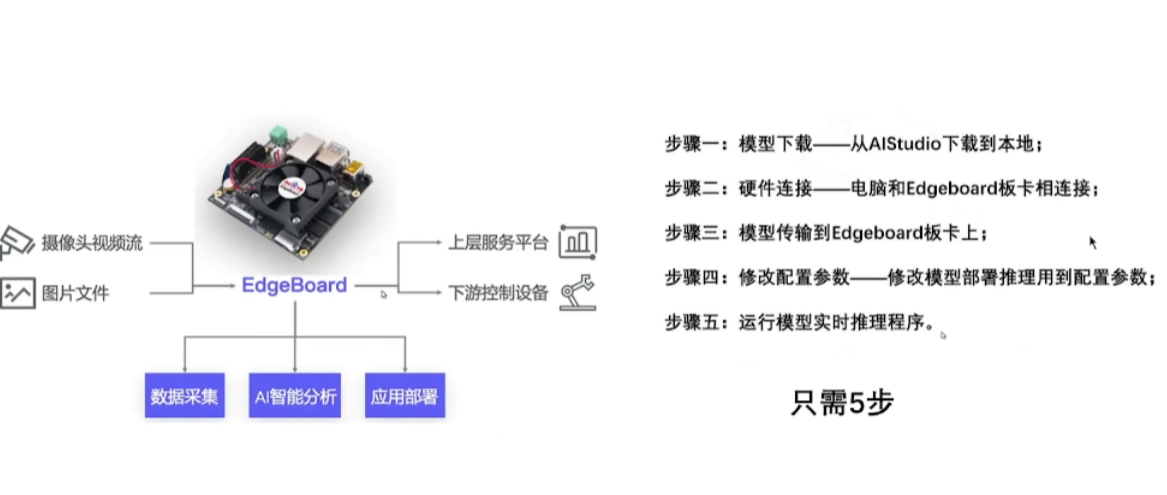 摄像头视频流
图片文件
EdgeBoard
上层服务平台
下游控制设备
数据采集
AI智能分析
应用部署
步骤一：模型下载——从AIStudio下载到本地；
步骤二：硬件连接——电脑和Edgeboard板卡相连接；
步骤三：模型传输到Edgeboard板卡上；
步骤四：修改配置参数——修改模型部署推理用到配置参数；
步骤五：运行模型实时推理程序。
只需5步